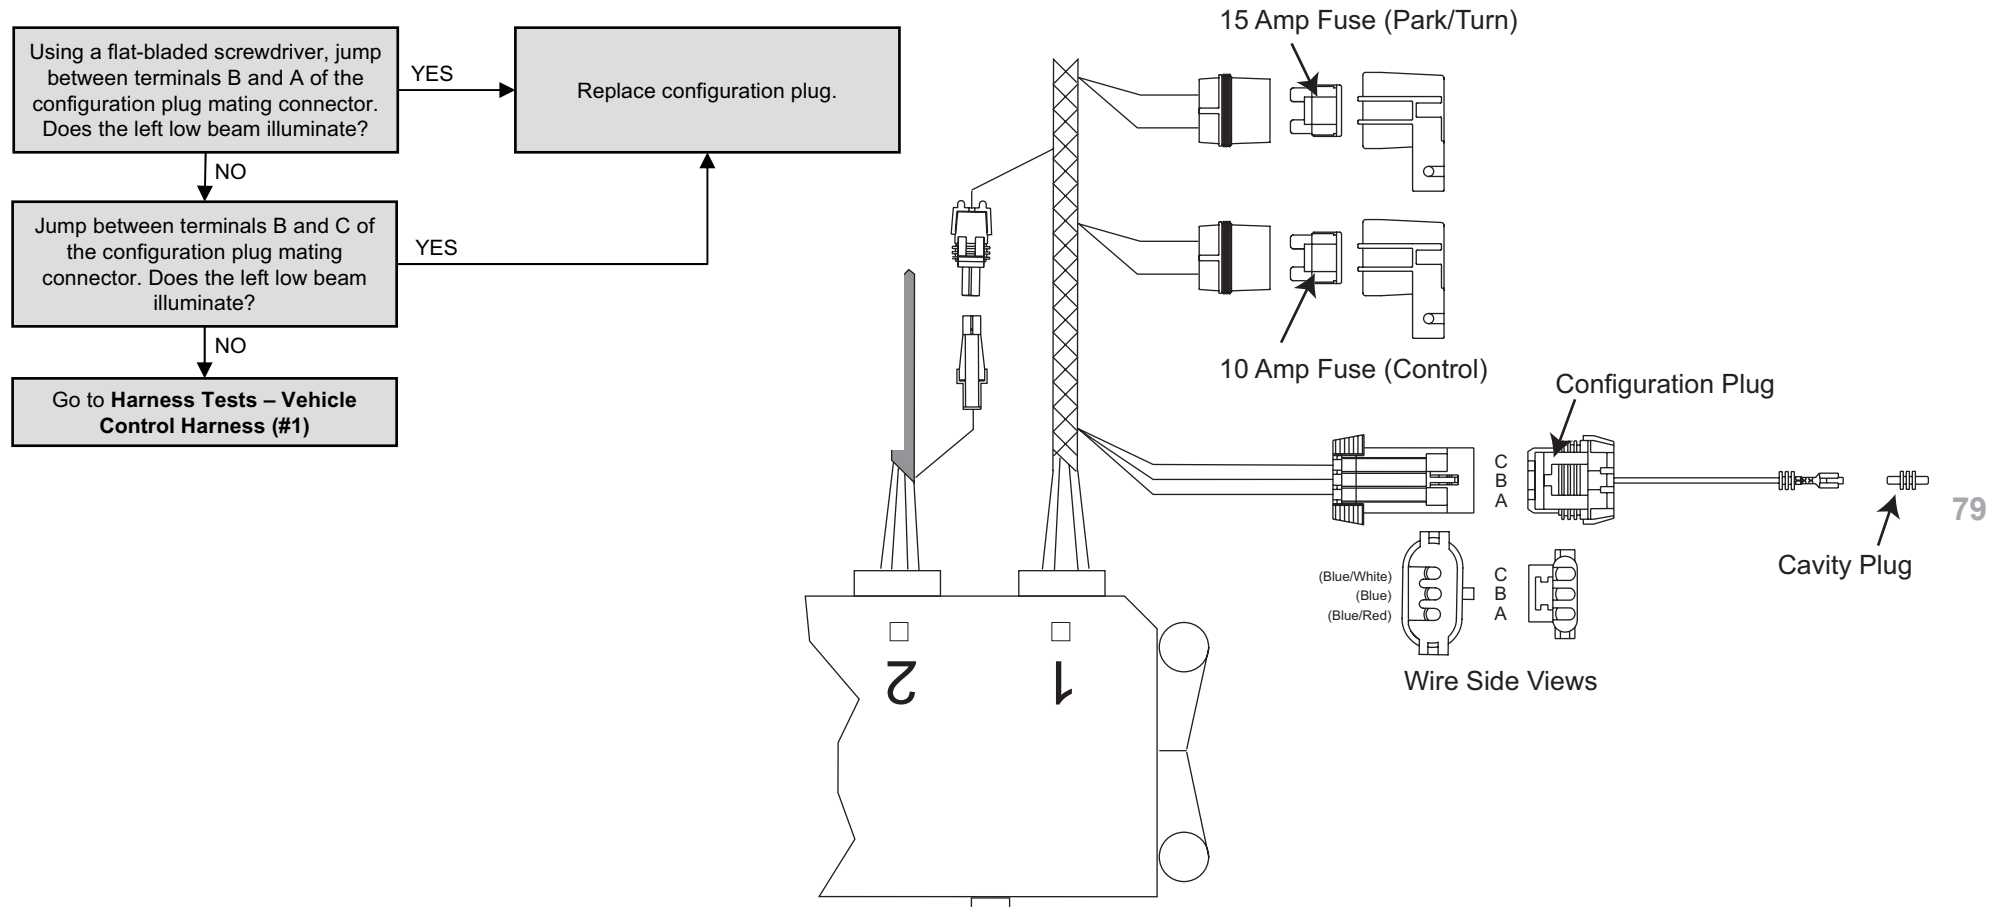 Using a flat-bladed screwdriver, jump
between terminals B and A of the
configuration plug mating connector.
Does the left low beam illuminate?
YES
Replace configuration plug.
NO
Jump between terminals B and C of
the configuration plug mating
connector. Does the left low beam
illuminate?
YES
NO
Go to Harness Tests – Vehicle
Control Harness (#1)
15 Amp Fuse (Park/Turn)
10 Amp Fuse (Control)
Configuration Plug
C
B
A
Cavity Plug
(Blue/White)
(Blue)
(Blue/Red)
C
B
A
Wire Side Views
2
1
79